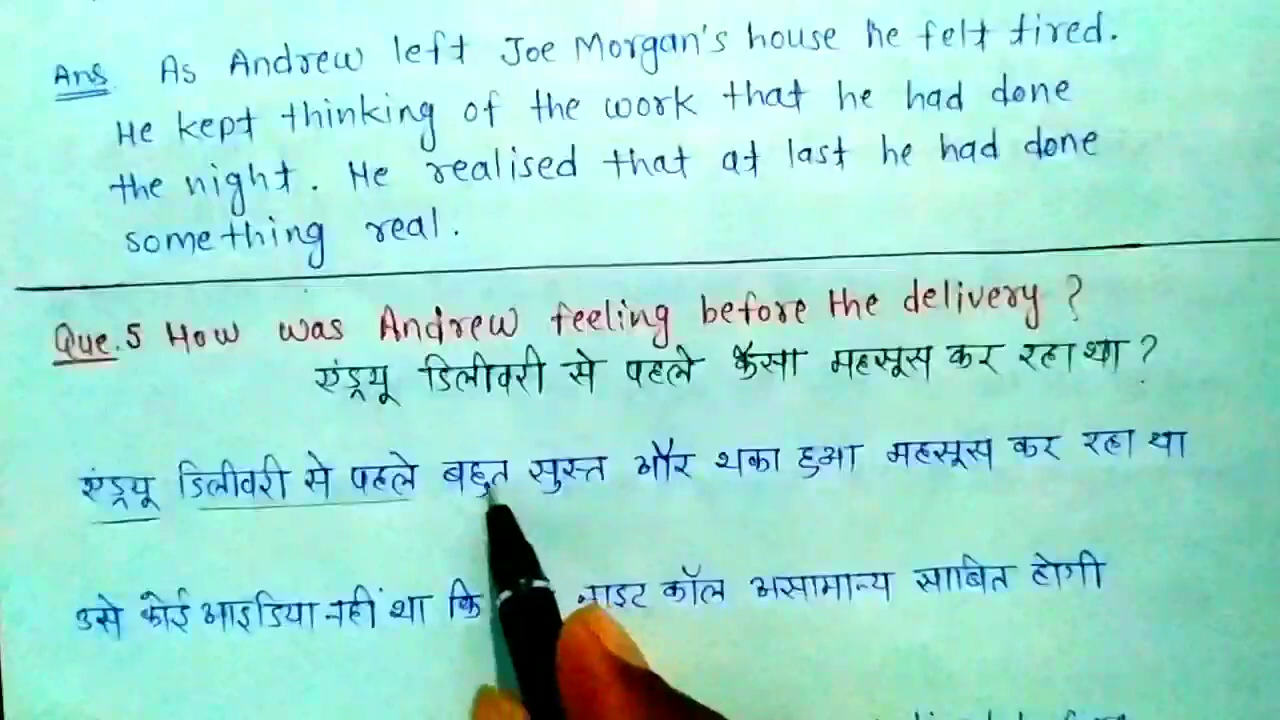 Ans As Andrew left Joe Morgan's house he felt tired.
He kept thinking of the work that he had done
the night. He realised that at last he had done
something real.
Que.5 How was Andrew feeling before the delivery ?
एंड्र्यू डिलीवरी से पहले कैसा महसूस कर रहा था ?
एंड्र्यू डिलीवरी से पहले बहुत सुस्त और थका हुआ महसूस कर रहा था
उसे कोई आइडिया नहीं था कि नाइट कॉल असामान्य साबित होगी